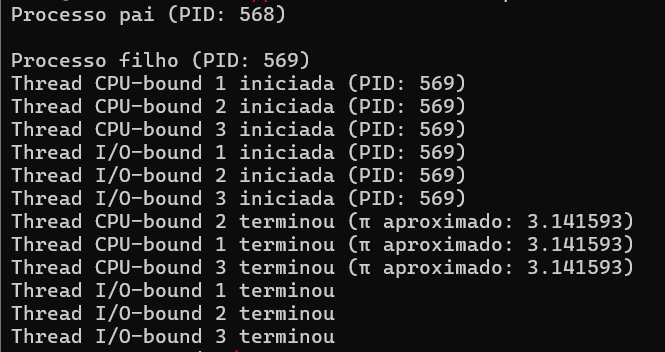 Processo pai (PID: 568)
Processo filho (PID: 569)
Thread CPU-bound 1 iniciada (PID: 569)
Thread CPU-bound 2 iniciada (PID: 569)
Thread CPU-bound 3 iniciada (PID: 569)
Thread I/O-bound 1 iniciada (PID: 569)
Thread I/O-bound 2 iniciada (PID: 569)
Thread I/O-bound 3 iniciada (PID: 569)
Thread CPU-bound 2 terminou (π aproximado: 3.141593)
Thread CPU-bound 1 terminou (π aproximado: 3.141593)
Thread CPU-bound 3 terminou (π aproximado: 3.141593)
Thread I/O-bound 1 terminou
Thread I/O-bound 2 terminou
Thread I/O-bound 3 terminou